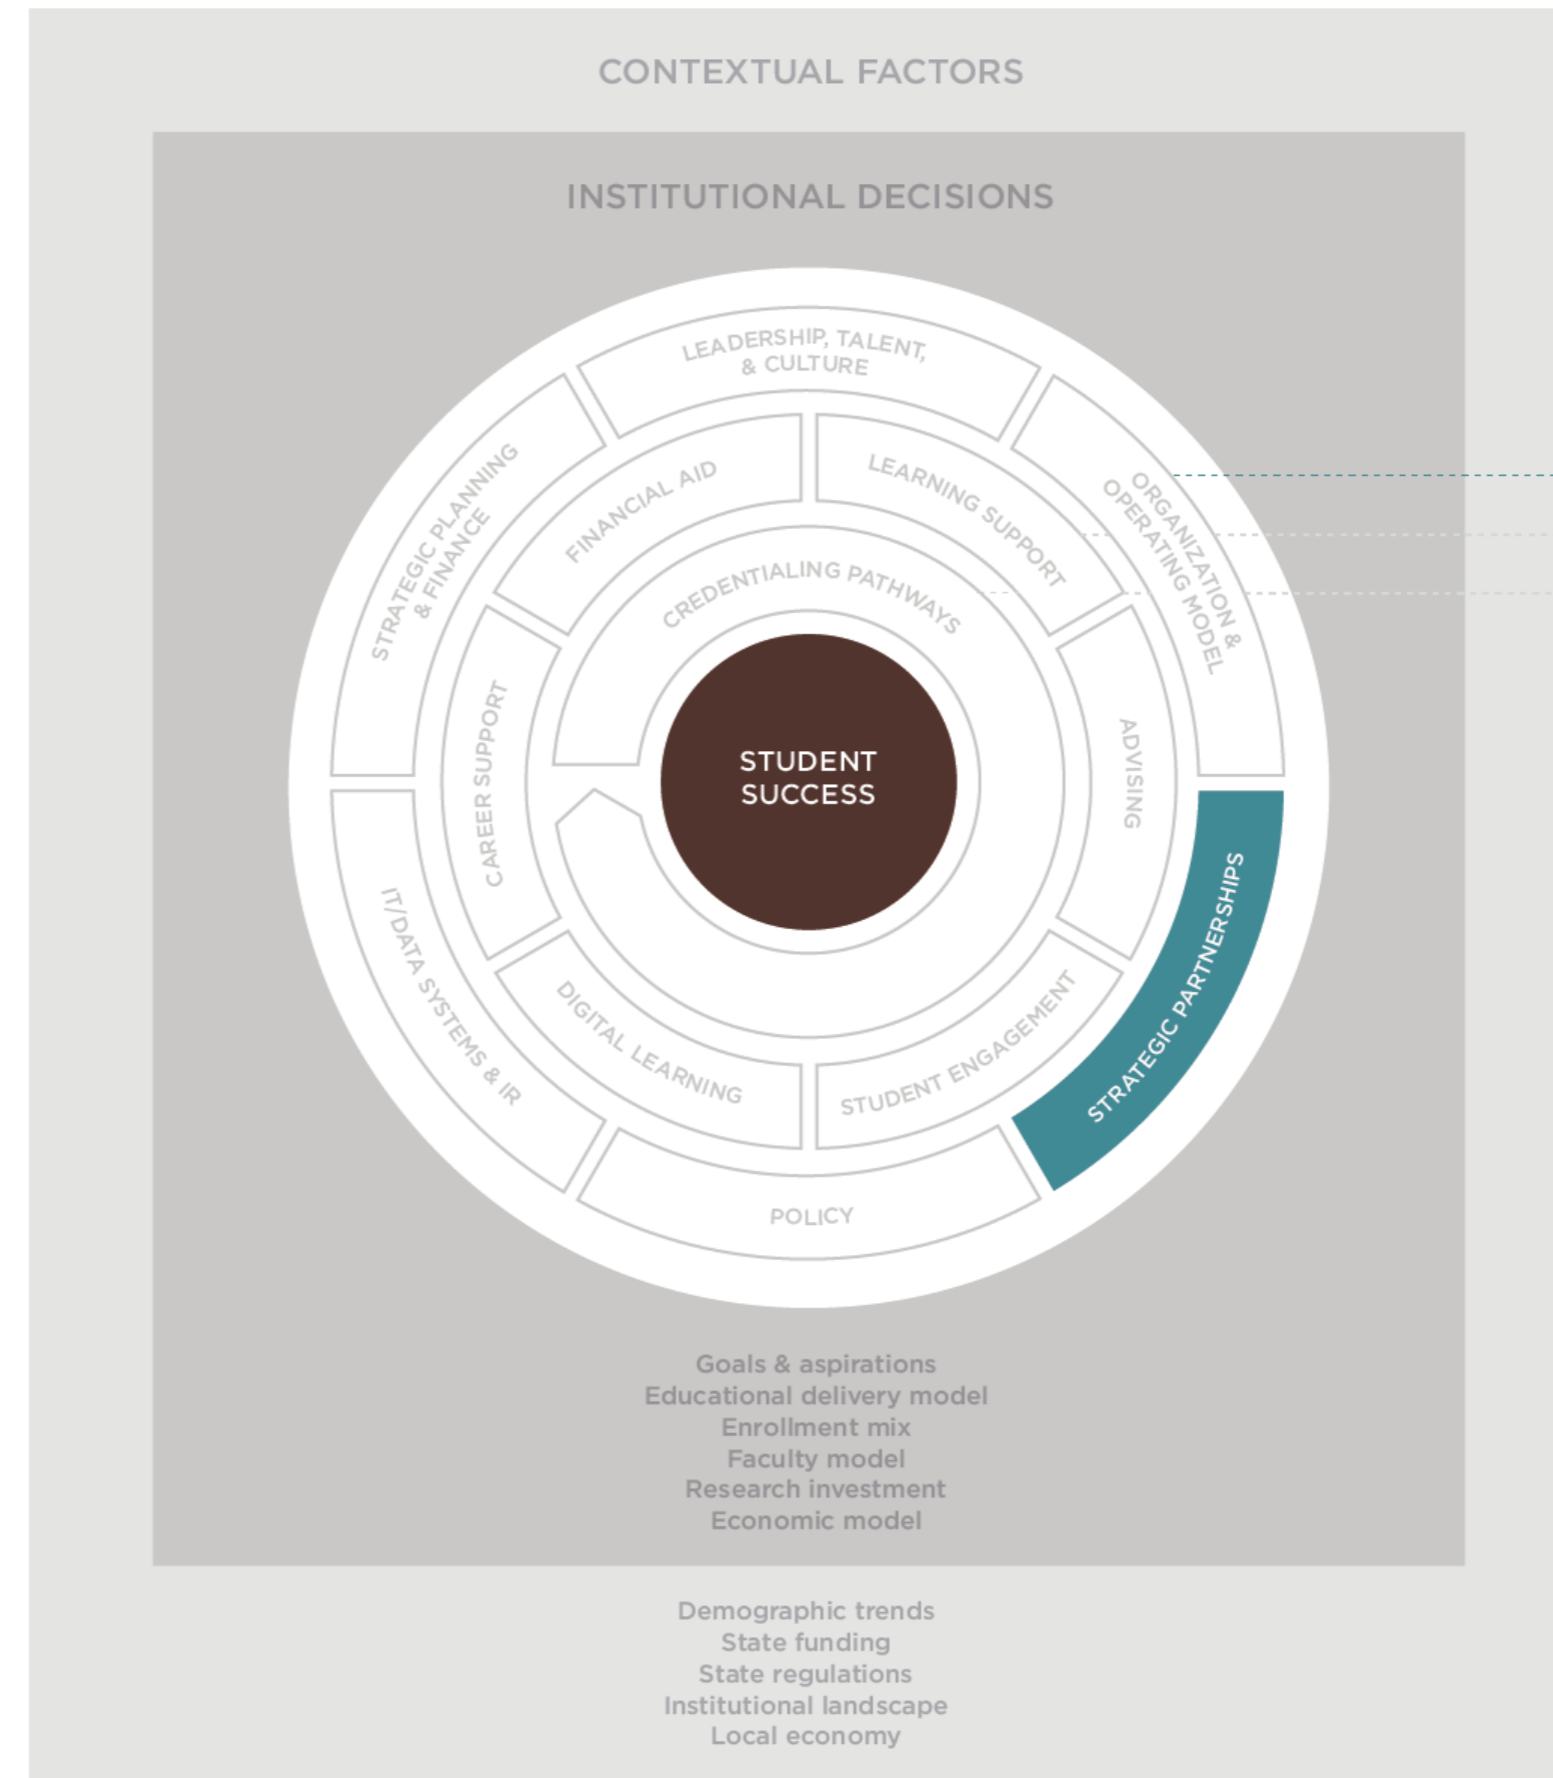 CONTEXTUAL FACTORS
INSTITUTIONAL DECISIONS
LEADERSHIP, TALENT,
& CULTURE
STRATEGIC PLANNING
& FINANCE
ORGANIZATION &
OPERATING MODEL
FINANCIAL AID
LEARNING SUPPORT
CREDENTIALING PATHWAYS
CAREER SUPPORT
STUDENT
SUCCESS
ADVISING
IT/DATA SYSTEMS & IR
DIGITAL LEARNING
STUDENT ENGAGEMENT
STRATEGIC PARTNERSHIPS
POLICY
Goals & aspirations
Educational delivery model
Enrollment mix
Faculty model
Research investment
Economic model
Demographic trends
State funding
State regulations
Institutional landscape
Local economy